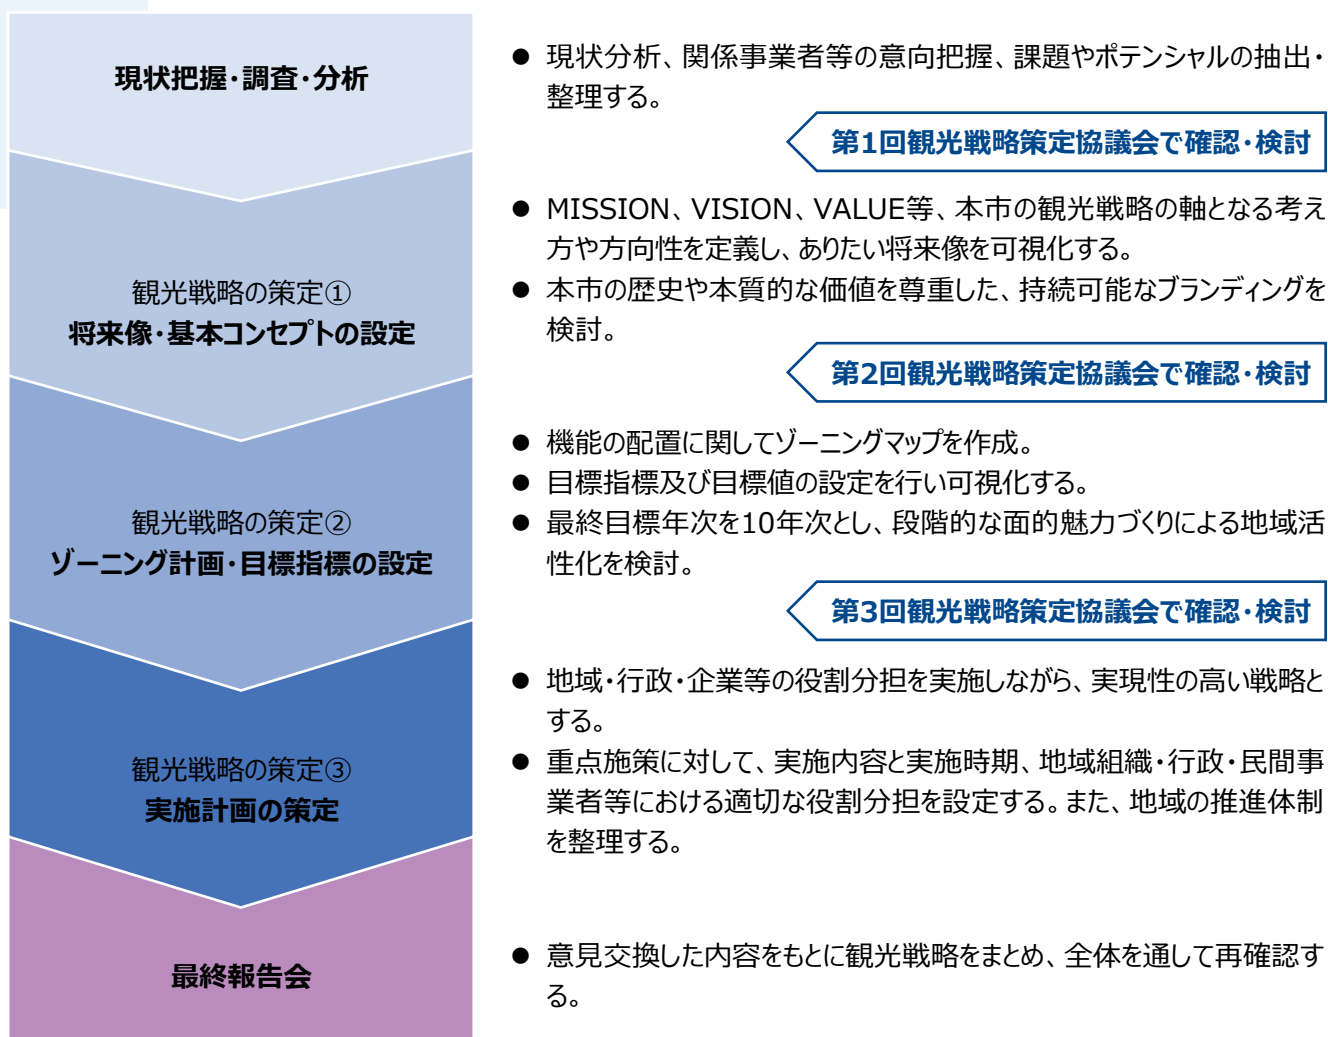 現状把握・調査・分析
● 現状分析、関係事業者等の意向把握、課題やポテンシャルの抽出・
整理する。
第1回観光戦略策定協議会で確認・検討
観光戦略の策定①
将来像・基本コンセプトの設定
● MISSION、VISION、VALUE等、本市の観光戦略の軸となる考え
方や方向性を定義し、ありたい将来像を可視化する。
● 本市の歴史や本質的な価値を尊重した、持続可能なブランディングを
検討。
第2回観光戦略策定協議会で確認・検討
観光戦略の策定②
ゾーニング計画・目標指標の設定
● 機能の配置に関してゾーニングマップを作成。
● 目標指標及び目標値の設定を行い可視化する。
● 最終目標年次を10年次とし、段階的な面的魅力づくりによる地域活
性化を検討。
第3回観光戦略策定協議会で確認・検討
観光戦略の策定③
実施計画の策定
● 地域・行政・企業等の役割分担を実施しながら、実現性の高い戦略と
する。
● 重点施策に対して、実施内容と実施時期、地域組織・行政・民間事
業者等における適切な役割分担を設定する。また、地域の推進体制
を整理する。
最終報告会
● 意見交換した内容をもとに観光戦略をまとめ、全体を通して再確認す
る。